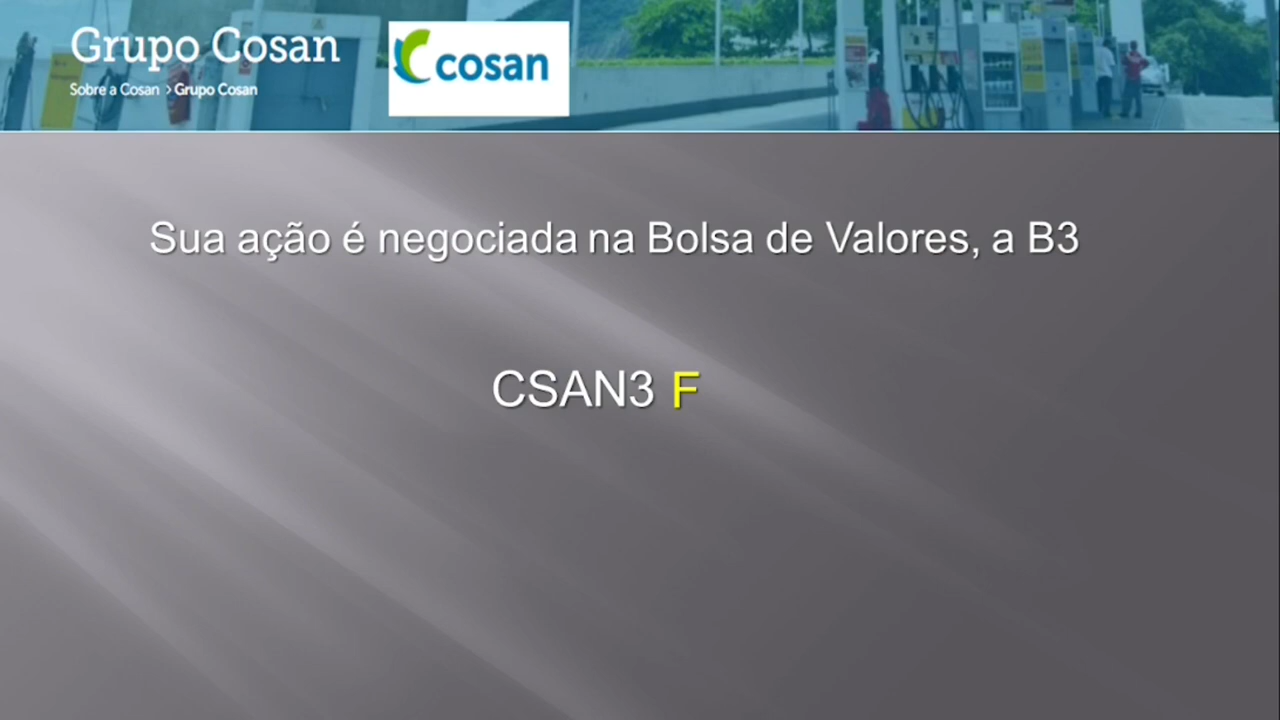 Grupo Cosan
cosan
Sobre a Cosan > Grupo Cosan
Sua ação é negociada na Bolsa de Valores, a B3
CSAN3 F